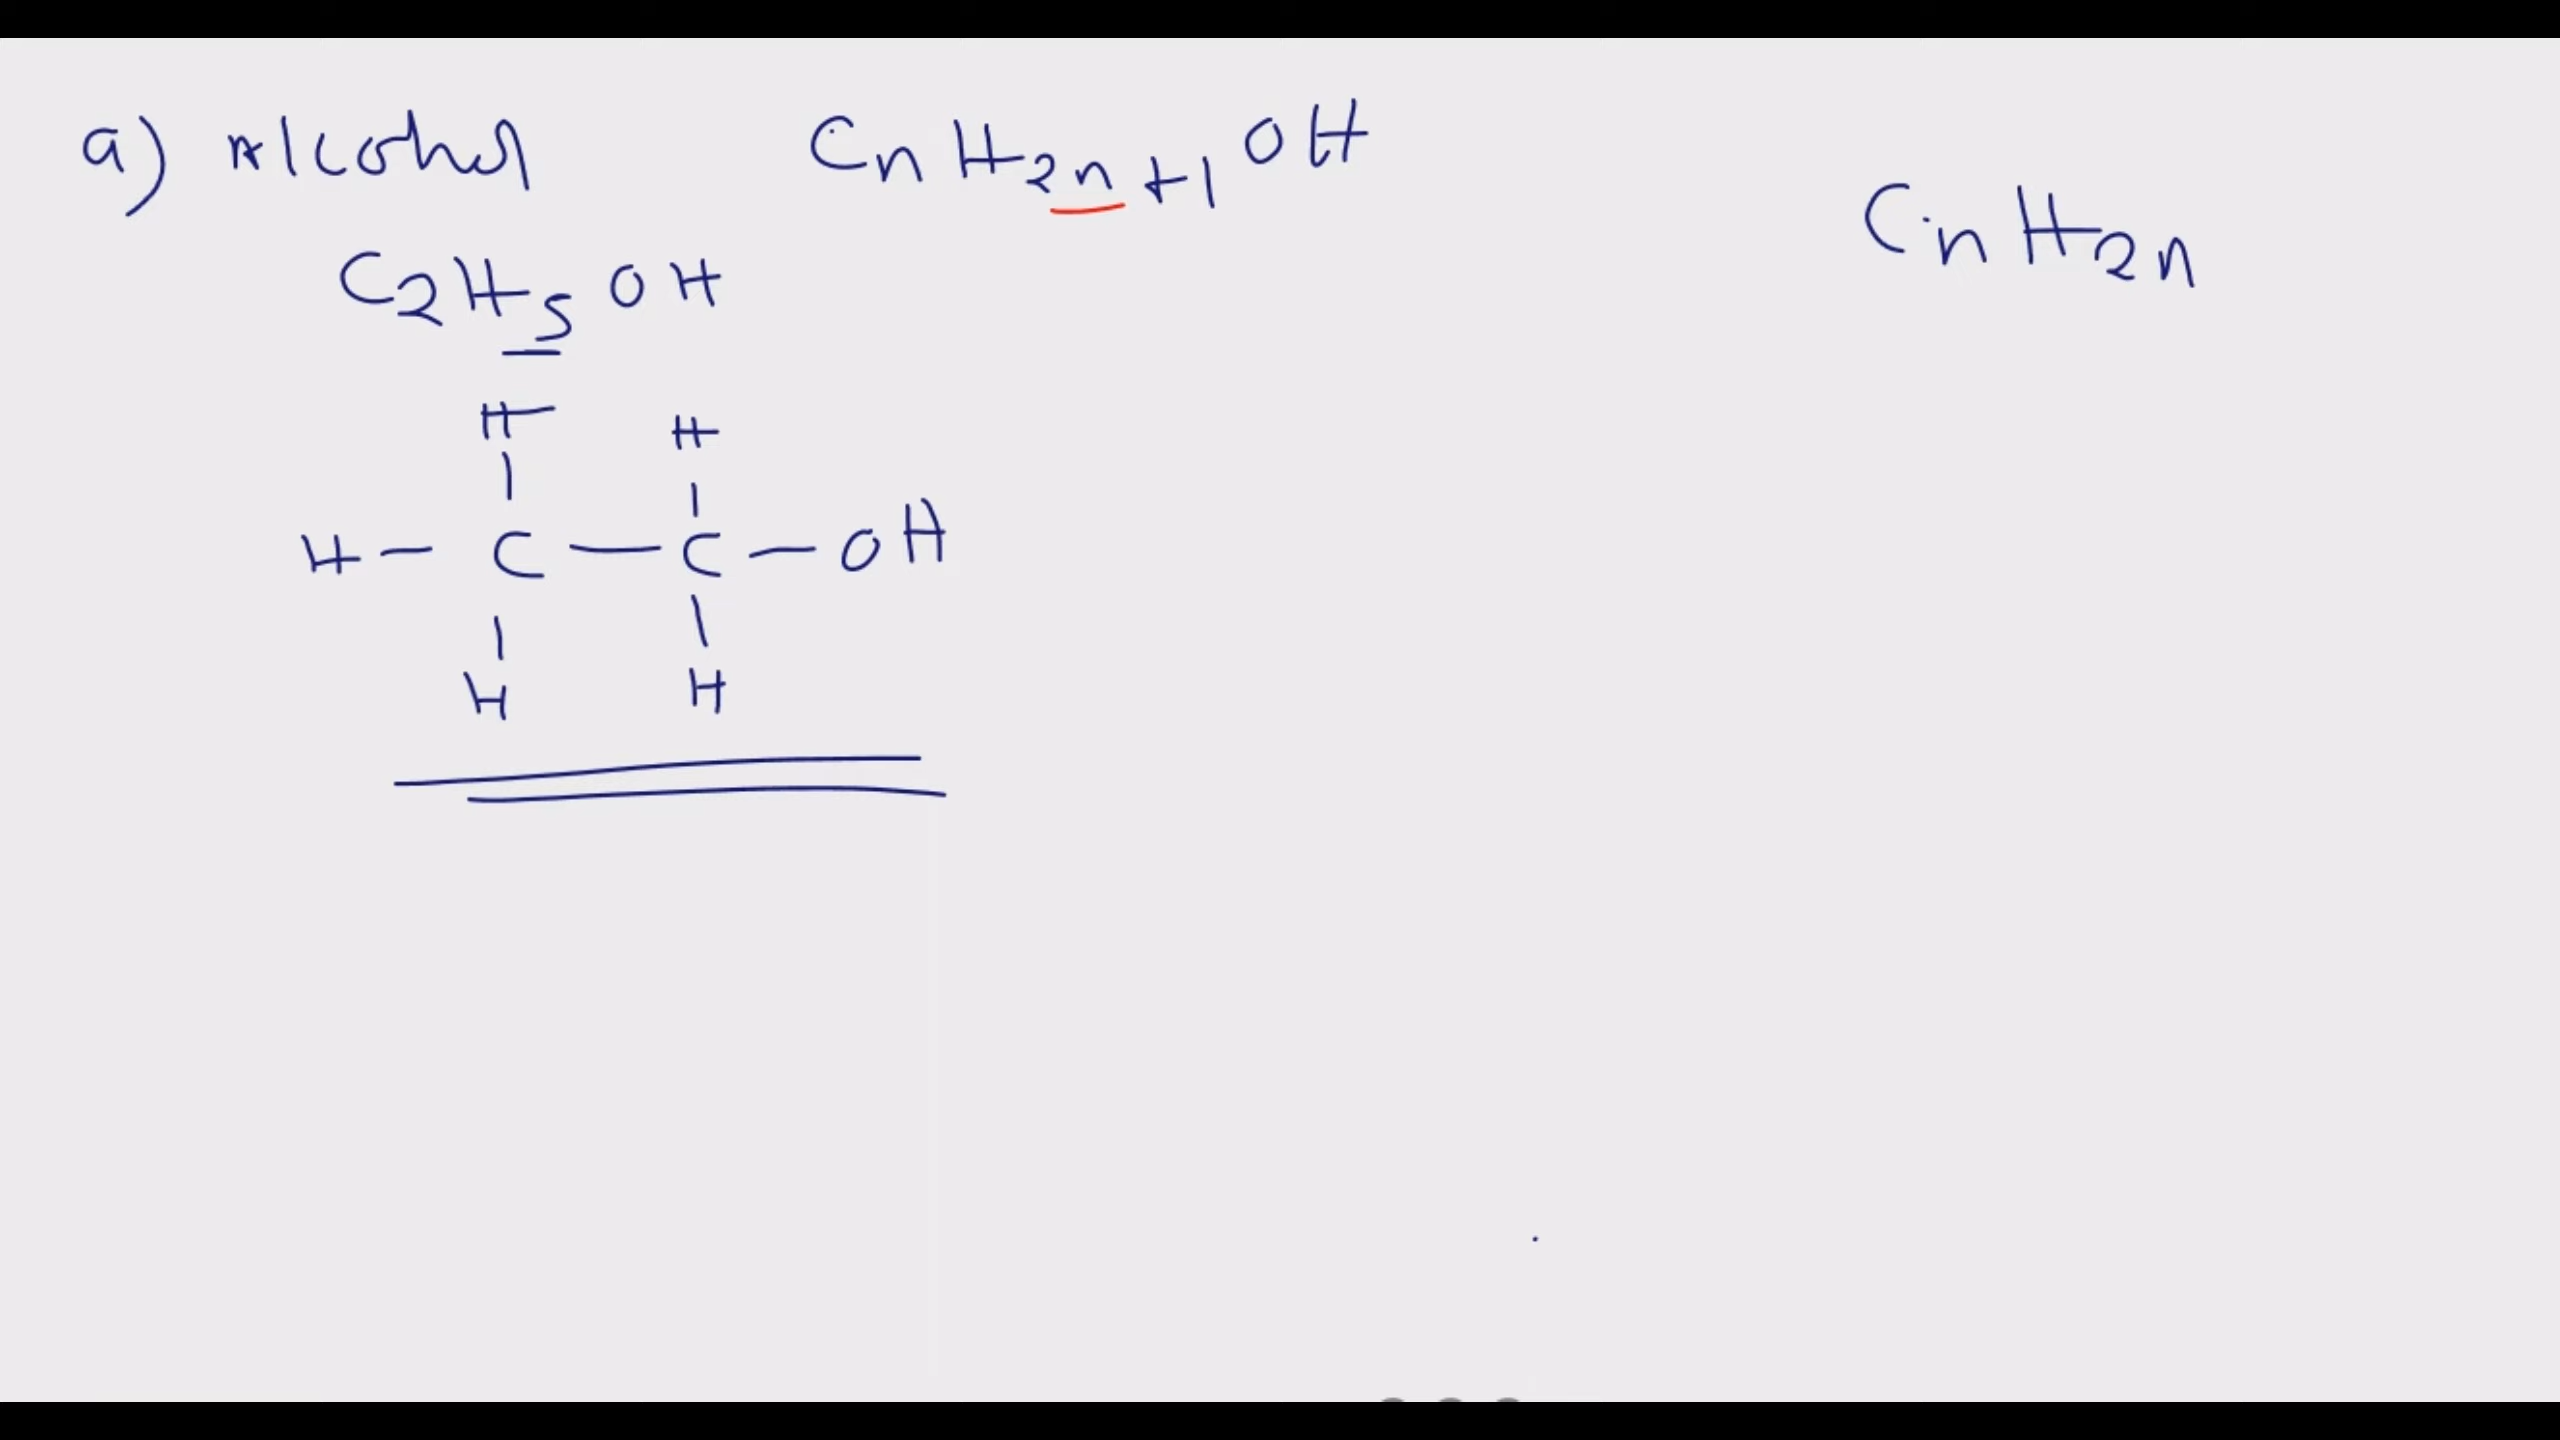 a) Alcohol CnH2n+1OH
CnH2n
C2H5OH
H H
H - C - C - OH
H H